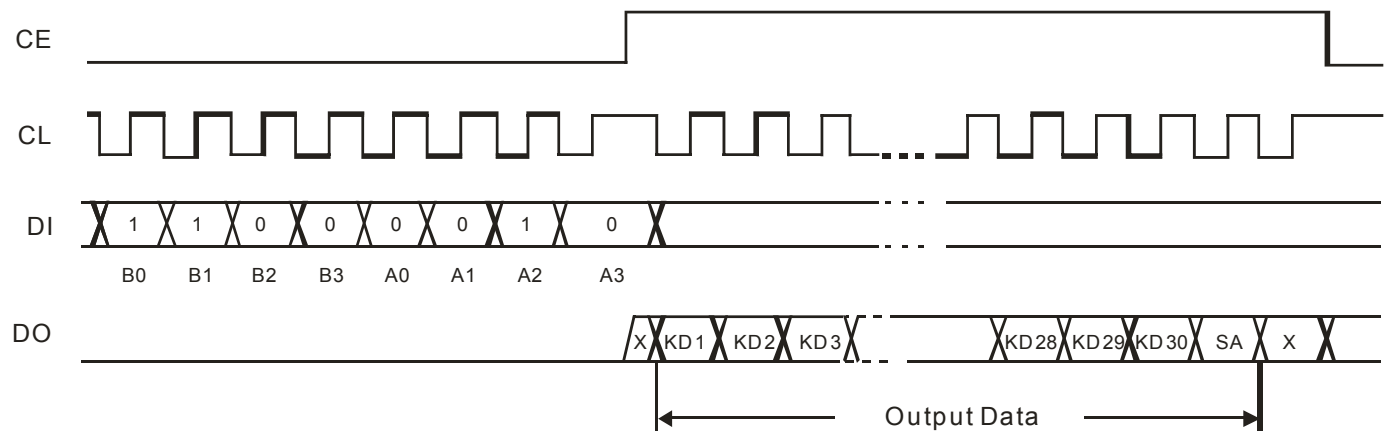 CE
CL
DI 1 1 0 0 0 0 1 0
B0 B1 B2 B3 A0 A1 A2 A3
DO X KD1 KD2 KD3 KD28 KD29 KD30 SA X
Output Data